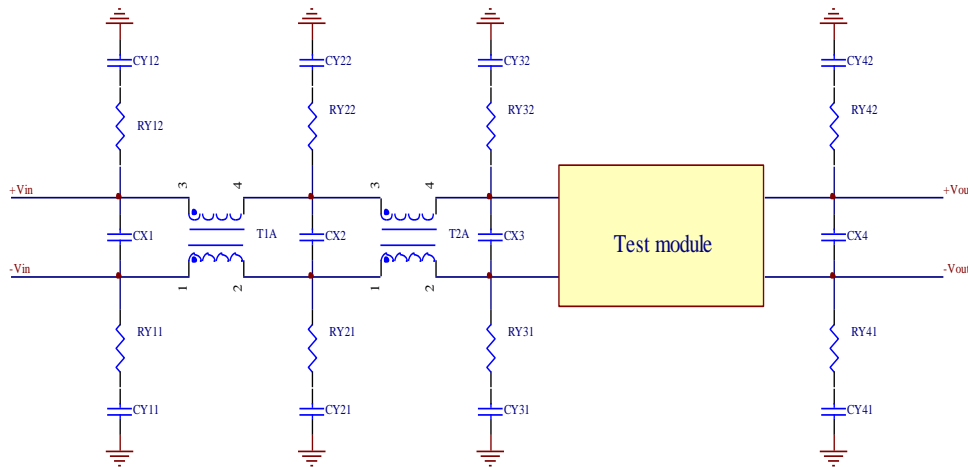 CY12 CY22 CY32 CY42
RY12 RY22 RY32 RY42
3 4 3 4
+Vin +Vout
CX1 T1A CX2 T2A CX3 Test module CX4
-Vin -Vout
1 2 1 2
RY11 RY21 RY31 RY41
CY11 CY21 CY31 CY41